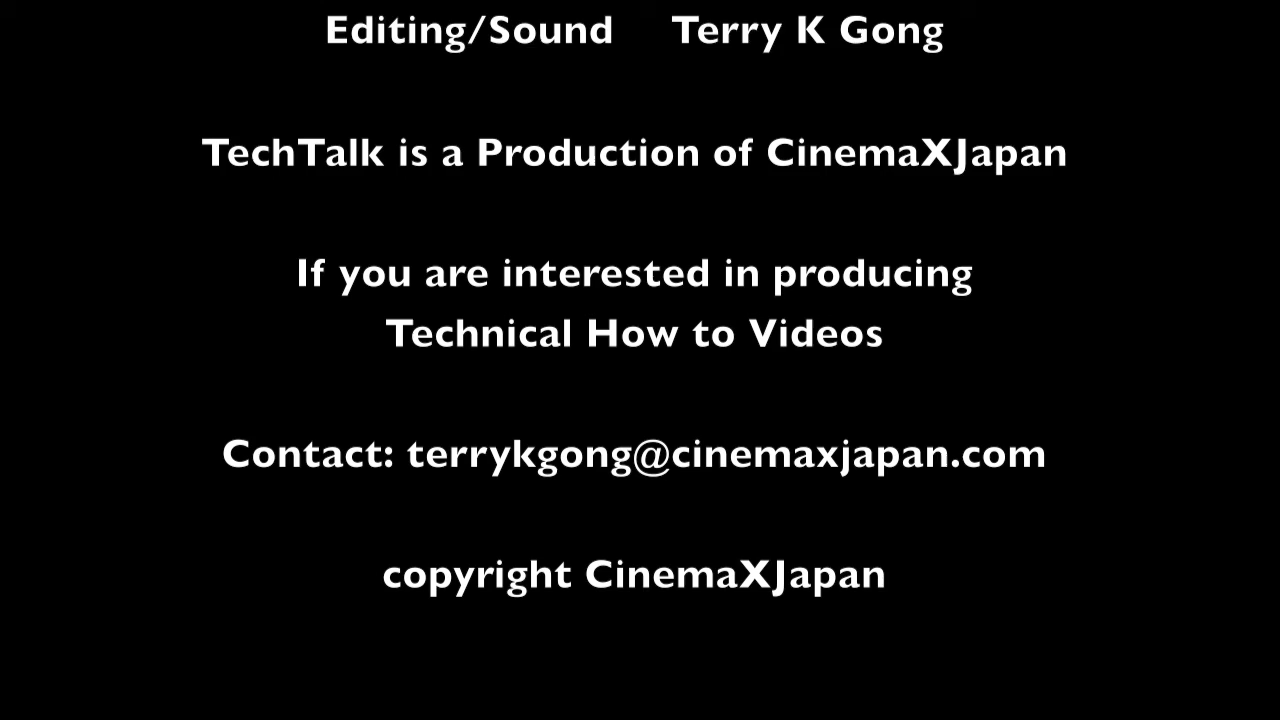 Editing/Sound Terry K Gong
TechTalk is a Production of CinemaXJapan
If you are interested in producing
Technical How to Videos
Contact: terrykgong@cinemaxjapan.com
copyright CinemaXJapan